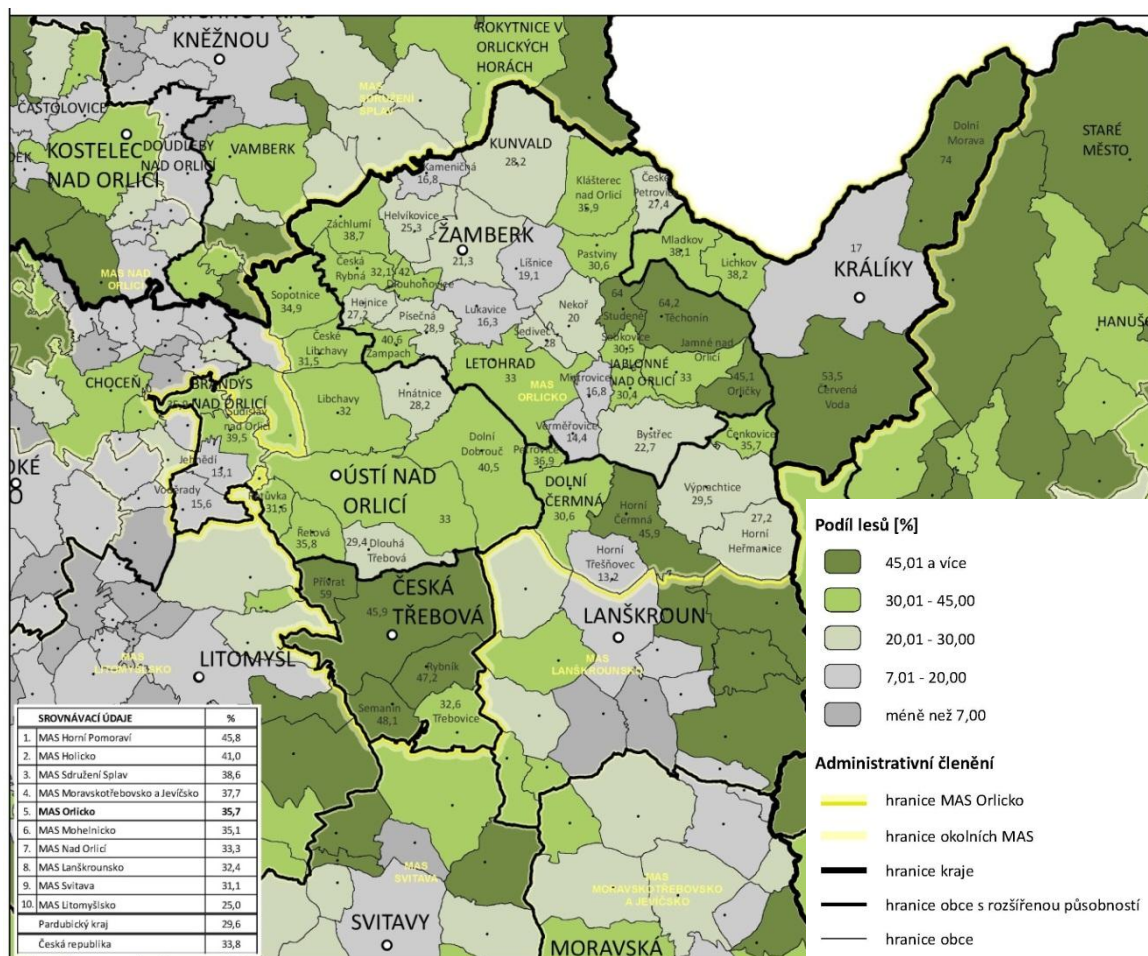 KNĚŽNOU
ROKYTNICE V
ORLICKÝCH
HORÁCH
MAS
SDRUŽENÍ
SPLAV
ČASTOLOVICE
KOSTELEC
NAD ORLICÍ
DOUDLEBY
NAD ORLICÍ
VAMBERK
MAS NAD
ORLICÍ
STARÉ
MĚSTO
Dolní
Morava
74
KUNVALD
28,2
Kameničná
16,8
Klášterec
nad Orlicí
35,9
České
Petrovice
27,4
Helvíkovice
25,3
Záchlumí
38,7
ŽAMBERK
21,3
Líšnice
19,1
Pastviny
30,6
Mladkov
38,1
Lichkov
38,2
17
KRÁLÍKY
Česká
Rybná
32,1
42
Dlouhoňovice
Sopotnice
34,9
Hejnice
27,2
Písečná
28,9
Lukavice
16,3
Nekoř
20
64
Studené
64,2
Těchonín
HANUŠO
České
Libchavy
31,5
40,6
Žampach
Sedivec
28
Sobkovice
30,5
Jamné nad
Orlicí
LETOHRAD
33
MAS
ORLICKO
JABLONNÉ
NAD ORLICÍ
30,4
33
45,1
Orličky
53,5
Červená
Voda
Mistrovice
16,8
CHOCEŇ
BRANDÝS
NAD ORLICÍ
Sudislav
nad Orlicí
39,5
Libchavy
32
Hnátnice
28,2
Verměřovice
14,4
Bystřec
22,7
Čenkovice
35,7
Dolní
Dobrouč
40,5
Petrovice
36,9
Jehnědí
13,1
Voděrady
15,6
ÚSTÍ NAD
ORLICÍ
33
DOLNÍ
ČERMNÁ
30,6
Výprachtice
29,5
Horní
Čermná
45,9
27,2
Horní
Heřmanice
Řetůvka
31,6
Řetová
35,8
29,4
Dlouhá
Třebová
Horní
Třešňovec
13,2
Přívrat
59
ČESKÁ
TŘEBOVÁ
45,9
LANŠKROUN
MAS
LANŠKROUNSKO
MAS
LITOMYŠLSKO
LITOMYŠL
Rybník
47,2
Semanín
48,1
32,6
Třebovice
MAS
SVITAVA
SVITAVY
MAS
MORAVSKOTŘEBOVSKO
A JEVÍČSKO
MORAVSKÁ
SROVNÁVACÍ ÚDAJE %
1. MAS Horní Pomoraví 45,8
2. MAS Holicko 41,0
3. MAS Sdružení Splav 38,6
4. MAS Moravskotřebovsko a Jevíčsko 37,7
5. MAS Orlicko 35,7
6. MAS Mohelnicko 35,1
7. MAS Nad Orlicí 33,3
8. MAS Lanškrounsko 32,4
9. MAS Svitava 31,1
10. MAS Litomyšlsko 25,0
Pardubický kraj 29,6
Česká republika 33,8
Podíl lesů [%]
45,01 a více
30,01 - 45,00
20,01 - 30,00
7,01 - 20,00
méně než 7,00
Administrativní členění
hranice MAS Orlicko
hranice okolních MAS
hranice kraje
hranice obce s rozšířenou působností
hranice obce